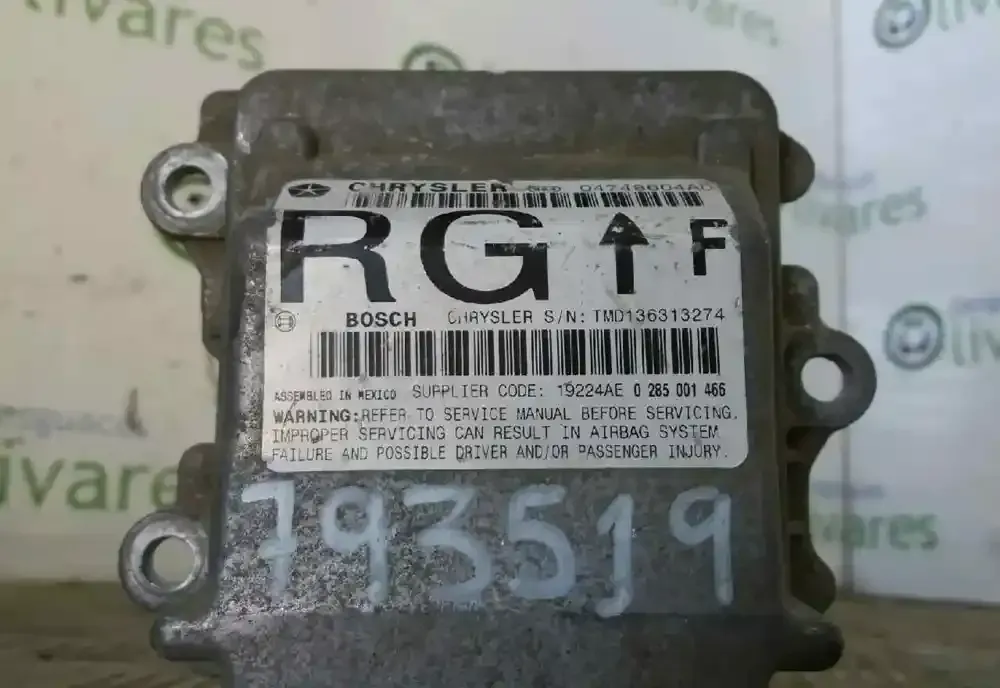 CHRYSLER 04748604AD
RG F
BOSCH CHRYSLER S/N: TMD136313274
ASSEMBLED IN MEXICO SUPPLIER CODE: 19224AE 0 285 001 466
WARNING: REFER TO SERVICE MANUAL BEFORE SERVICING.
IMPROPER SERVICING CAN RESULT IN AIRBAG SYSTEM
FAILURE AND POSSIBLE DRIVER AND/OR PASSENGER INJURY.
793519